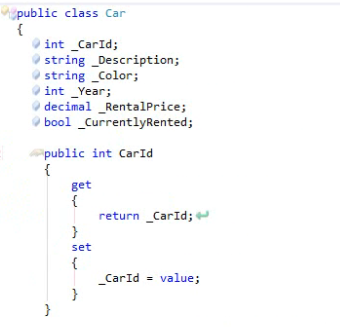 public class Car
{
int _CarId;
string _Description;
string _Color;
int _Year;
decimal _RentalPrice;
bool _CurrentlyRented;
public int CarId
{
get
{
return _CarId;
}
set
{
_CarId = value;
}
}